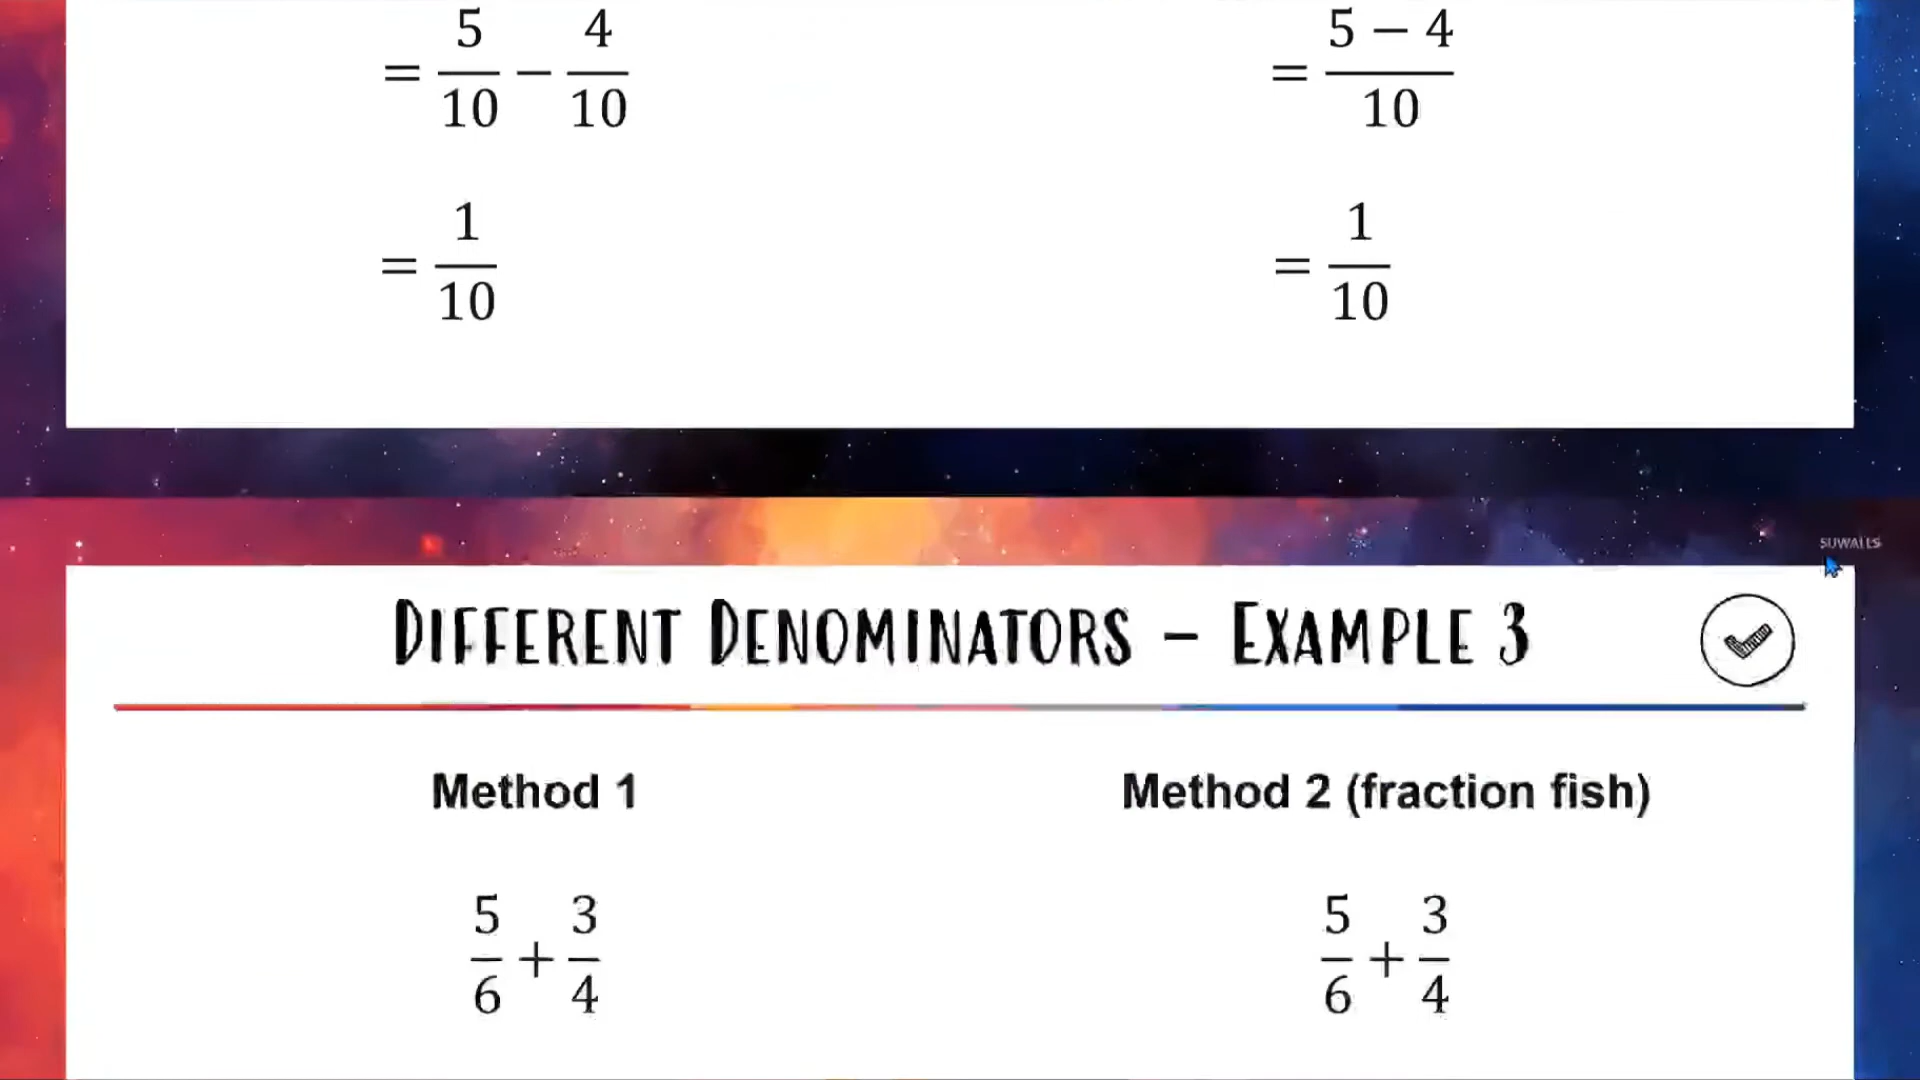 = 5/10 − 4/10
= 5 − 4/10
= 1/10
= 1/10
SUWAILS
DIFFERENT DENOMINATORS – EXAMPLE 3
Method 1
Method 2 (fraction fish)
5/6 + 3/4
5/6 + 3/4